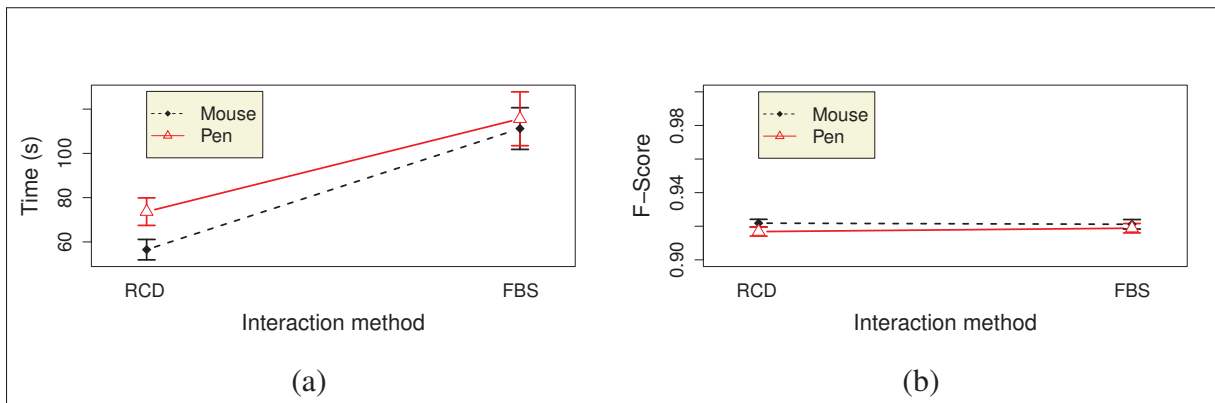 Mouse
Pen
Time (s)
60
80
100
RCD
FBS
Interaction method
(a)
Mouse
Pen
F−Score
0.90
0.94
0.98
RCD
FBS
Interaction method
(b)